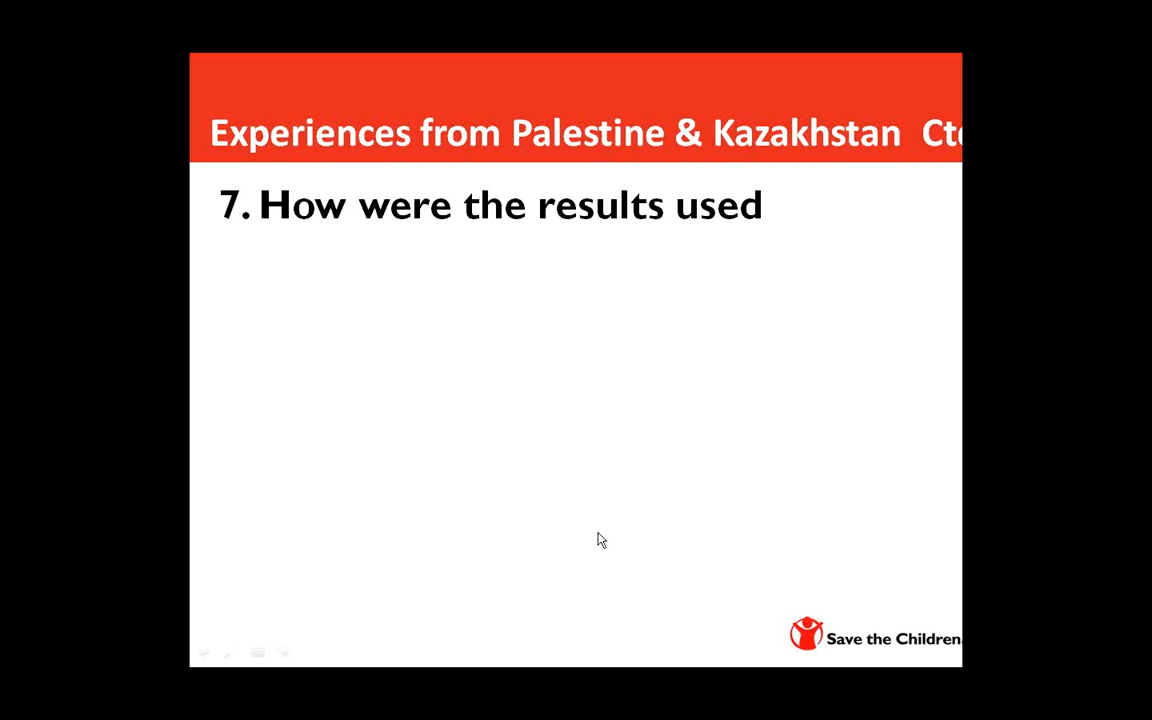 Experiences from Palestine & Kazakhstan
7. How were the results used
Save the Children